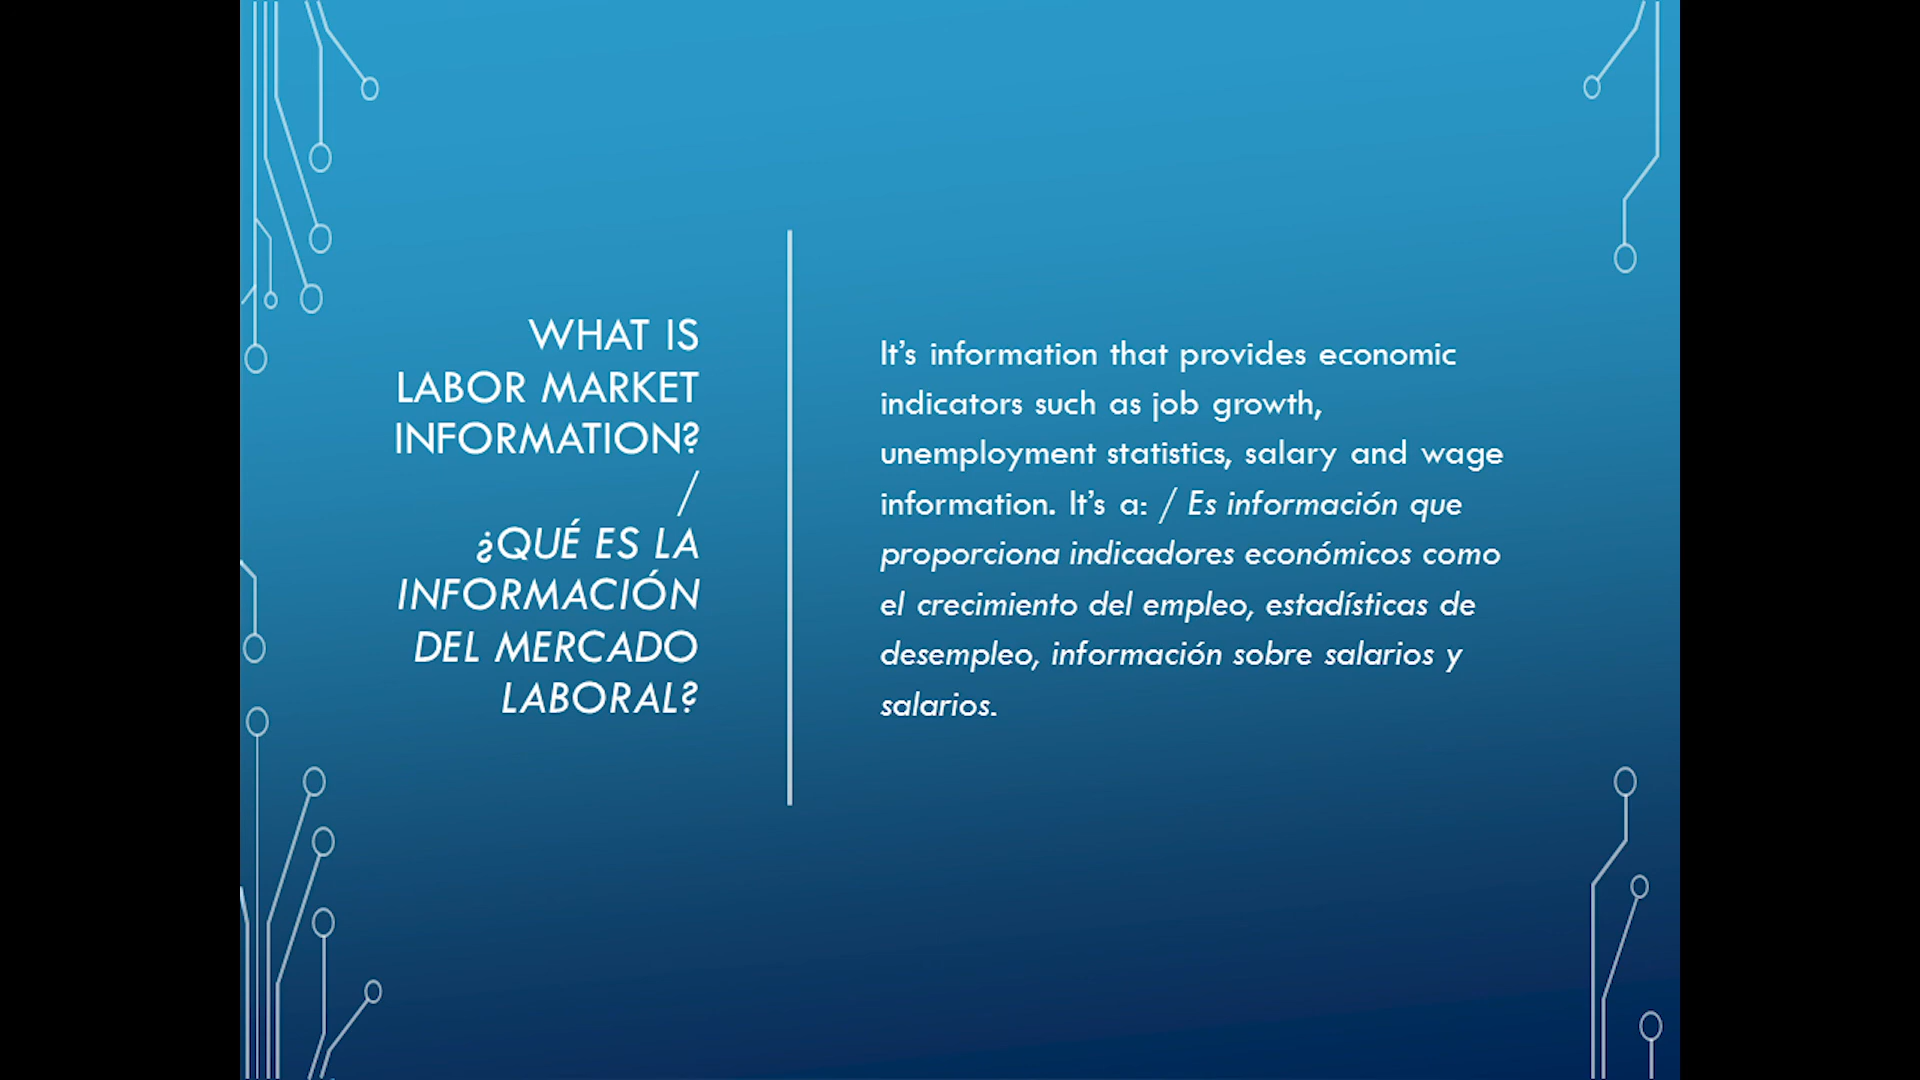 WHAT IS
LABOR MARKET
INFORMATION?
/
¿QUÉ ES LA
INFORMACIÓN
DEL MERCADO
LABORAL?
It’s information that provides economic
indicators such as job growth,
unemployment statistics, salary and wage
information. It’s a: / Es información que
proporciona indicadores económicos como
el crecimiento del empleo, estadísticas de
desempleo, información sobre salarios y
salarios.